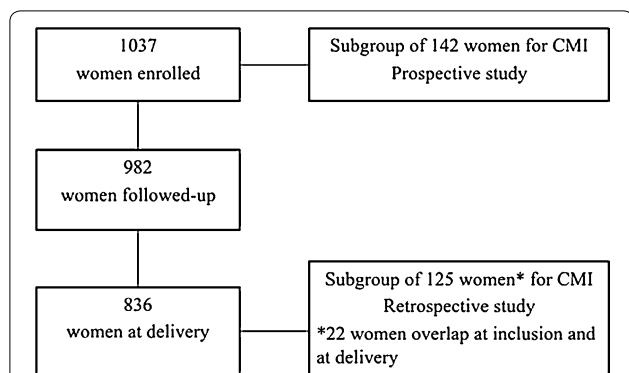 1037
women enrolled
Subgroup of 142 women for CMI
Prospective study
982
women followed-up
836
women at delivery
Subgroup of 125 women* for CMI
Retrospective study
*22 women overlap at inclusion and
at delivery